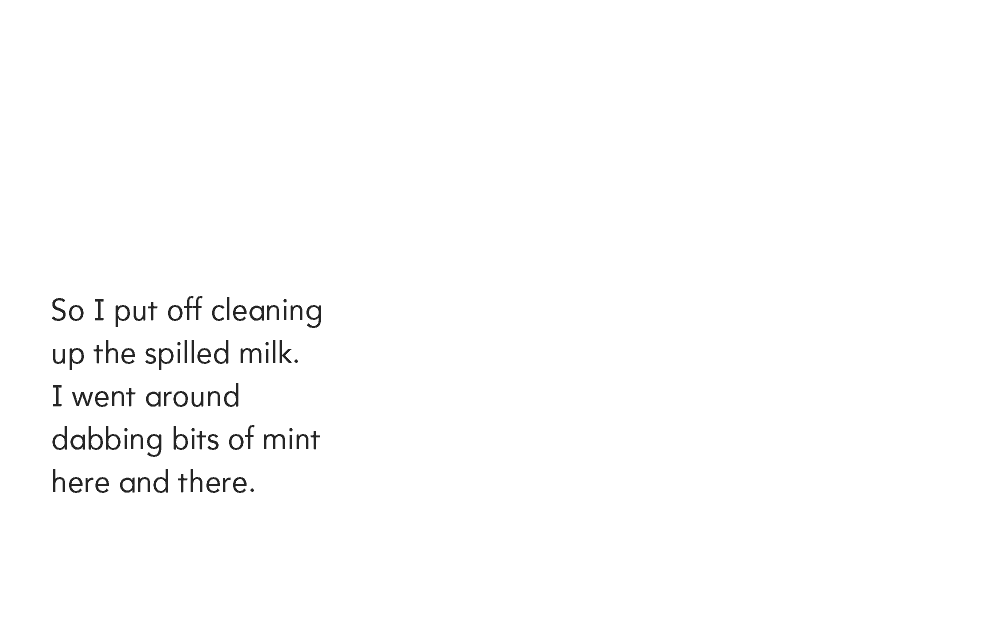 So I put off cleaning
up the spilled milk.
I went around
dabbing bits of mint
here and there.